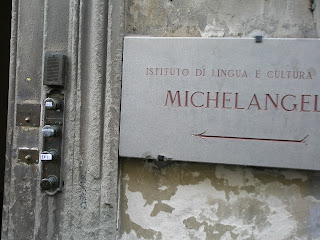 ISTITUTO DI LINGUA E CULTURA
MICHELANGEL